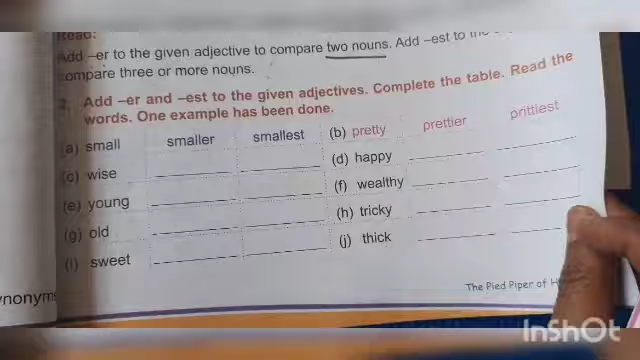 Read:
Add –er to the given adjective to compare two nouns. Add –est to
compare three or more nouns.
2. Add –er and –est to the given adjectives. Complete the table. Read the
words. One example has been done.
(a) small smaller smallest (b) pretty prettier prittiest
(c) wise (d) happy
(e) young (f) wealthy
(g) old (h) tricky
(i) sweet (j) thick
The Pied Piper of
nonyms
InShOt